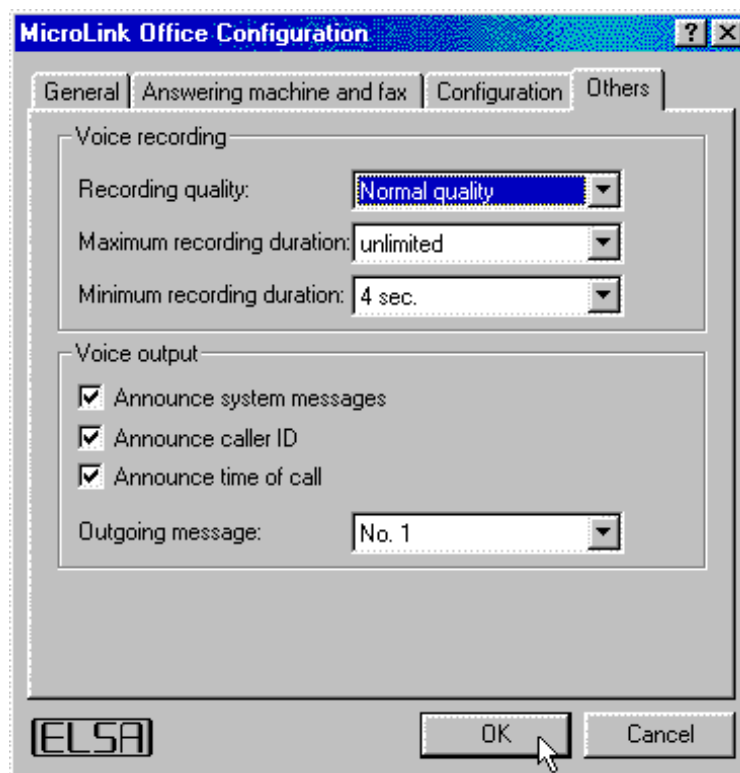 MicroLink Office Configuration ? ×
General Answering machine and fax Configuration Others
Voice recording
Recording quality: Normal quality
Maximum recording duration: unlimited
Minimum recording duration: 4 sec.
Voice output
Announce system messages
Announce caller ID
Announce time of call
Outgoing message: No. 1
ELSA OK Cancel